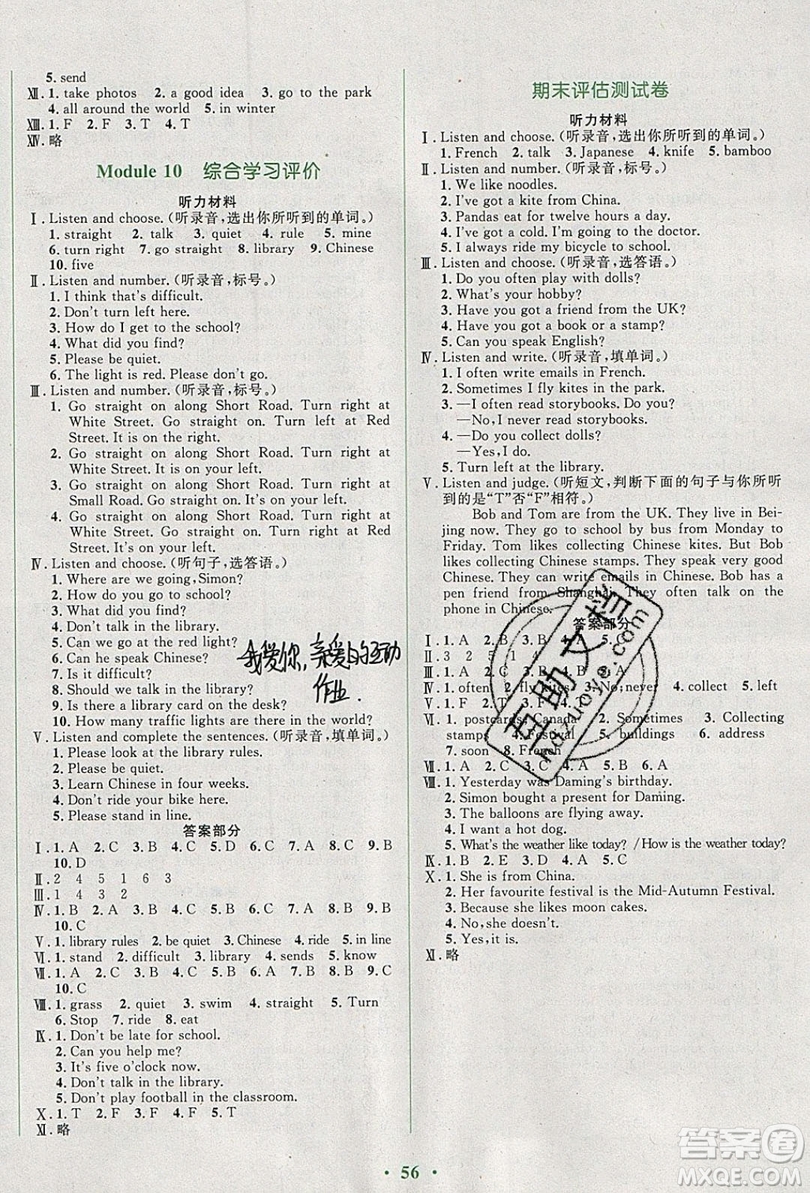 5. send
Ⅻ. 1. take photos 2. a good idea 3. go to the park
4. all around the world 5. in winter
ⅩⅢ. 1. F 2. F 3. T 4. T
ⅩⅣ. 略
Module 10 综合学习评价
听力材料
Ⅰ. Listen and choose. (听录音,选出你所听到的单词。)
1. straight 2. talk 3. quiet 4. rule 5. mine
6. turn right 7. straight 8. library 9. Chinese
10. five
Ⅱ. Listen and number. (听录音,标号。)
1. I think that's difficult.
2. Don't turn left here.
3. How do I get to the school?
4. What did you find?
5. Please be quiet.
6. The light is red. Please don't go.
Ⅲ. Listen and number. (听录音,标号。)
1. Go straight on along Short Road. Turn right at
White Street. Go straight on. Turn left at Red
Street. It is on the right.
2. Go straight on along Short Road. Turn right at
White Street. It is on your left.
3. Go straight on along Short Road. Turn right at
Small Road. Go straight on. It's on your left.
4. Go straight on along Short Road. Turn right at
White Street. Go straight on. Turn right at Red
Street. It's on your left.
Ⅳ. Listen and choose. (听句子,选答语。)
1. Where are we going, Simon?
2. How do you go to school?
3. What did you find?
4. What's the matter?
5. Can we go at the red light?
6. Can he speak Chinese?
7. Is it difficult?
8. Should we talk in the library?
9. Is there a library card on the desk?
10. How many traffic lights are there in the world?
Ⅴ. Listen and complete the sentences. (听录音,填单词。)
1. Please look at the library rules.
2. Please be quiet!
3. Learn Chinese in four weeks.
4. Don't ride your bike here.
5. Please stand in line.
答案部分
Ⅰ. 1. A 2. C 3. B 4. C 5. D 6. D 7. A 8. C 9. B
10. D
Ⅱ. 2 4 5 1 6 3
Ⅲ. 1 4 3 2
Ⅳ. 1. B 2. A 3. C 4. A 5. C 6. B 7. A 8. B 9. B
10. C
Ⅴ. 1. library rules 2. be quiet 3. Chinese 4. ride 5. in line
Ⅵ. 1. stand 2. difficult 3. library 4. sends 5. know
Ⅶ. 1. A 2. C 3. C 4. B 5. B 6. A 7. B 8. B 9. A
10. C
Ⅷ. 1. grass 2. quiet 3. swim 4. straight 5. Turn
6. Stop 7. ride 8. eat
Ⅸ. 1. Don't be late for school.
2. Can you help me?
3. It's five o'clock now.
4. Don't talk in the library.
5. Don't play football in the classroom.
Ⅹ. 1. T 2. F 3. F 4. F 5. T
Ⅺ. 略
期末评估测试卷
听力材料
Ⅰ. Listen and choose. (听录音,选出你所听到的单词。)
1. French 2. talk 3. Japanese 4. knife 5. bamboo
Ⅱ. Listen and number. (听录音,标号。)
1. We like noodles.
2. I've got a kite from China.
3. Pandas eat for twelve hours a day.
4. I've got a cold. I'm going to the doctor.
5. I always ride my bicycle to school.
Ⅲ. Listen and choose. (听录音,选答语。)
1. Do you often play with dolls?
2. What's your hobby?
3. Have you got a friend from the UK?
4. Have you got a book or a stamp?
5. Can you speak English?
Ⅳ. Listen and write. (听录音,填单词。)
1. I often write emails in French.
2. Sometimes I fly kites in the park.
3. —I often read storybooks. Do you?
—No, I never read storybooks.
4. —Do you collect dolls?
—Yes, I do.
5. Turn left at the library.
Ⅴ. Listen and judge. (听短文,判断下面的句子与你所听
到的是“T”否“F”相符。)
Bob and Tom are from the UK. They live in Bei-
jing now. They go to school by bus from Monday to
Friday. Tom likes collecting Chinese kites. But Bob
likes collecting Chinese stamps. They speak very good
Chinese. They can write emails in Chinese. Bob has a
pen friend from Shanghai. They often talk on the
phone in Chinese.
答案部分
Ⅰ. 1. A 2. B 3. C 4. B 5. C
Ⅱ. 2 3 5 1 4
Ⅲ. 1. A 2. C 3. A
Ⅳ. 1. often 2. fly 3. No; never 4. collect 5. left
Ⅴ. 1. F 2. T 3. T
Ⅵ. 1. postcards; Canada 2. Sometimes 3. Collecting
stamps 6. buildings
7. soon 8. French
Ⅶ. 1. A 2. C 6. A
Ⅷ. 1. Yesterday was Daming's birthday.
2. Simon bought a present for Daming.
3. The balloons are flying away.
4. I want a hot dog.
5. What's the weather like today? /How is the weather today?
Ⅸ. 1. B 2. E 3. D 4. A 5. C
Ⅹ. 1. She is from China.
2. Her favourite festival is the Mid-Autumn Festival.
3. Because she likes moon cakes.
4. No, she doesn't.
5. Yes, it is.
Ⅺ. 略
我爱你,亲爱的互动
作业.
互助文档
· 56 ·
答案圈
MXQE.COM